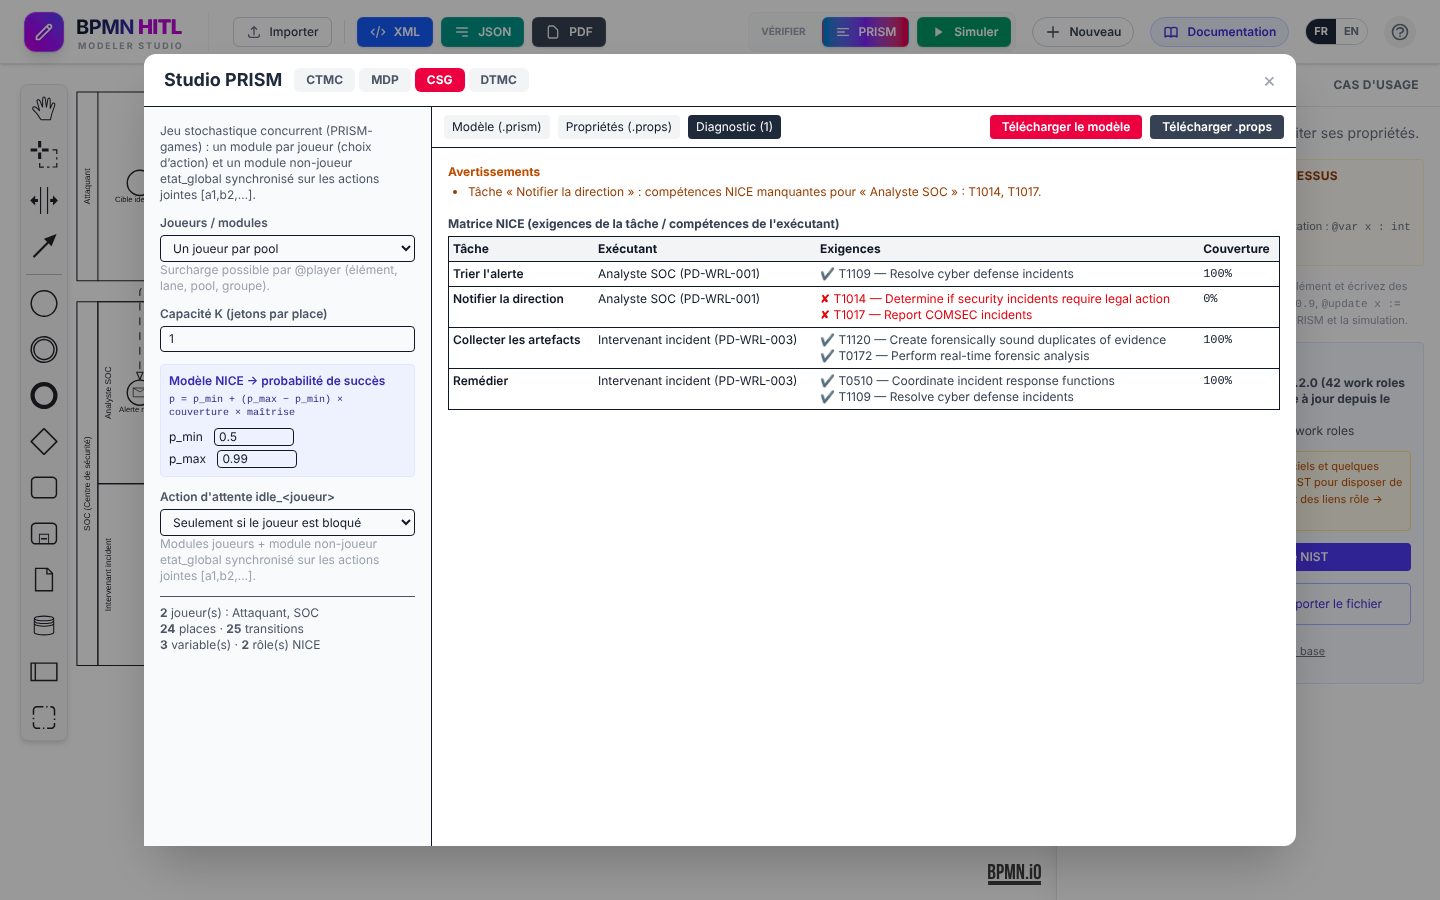 BPMN HITL
MODELER STUDIO
Importer
XML
JSON
PDF
VÉRIFIER
PRISM
Simuler
Nouveau
Documentation
FR
EN
Studio PRISM
CTMC
MDP
CSG
DTMC
×
CAS D'USAGE
Jeu stochastique concurrent (PRISM-
games) : un module par joueur (choix
d'action) et un module non-joueur
etat_global synchronisé sur les actions
jointes [a1,b2,…].
Joueurs / modules
Un joueur par pool
Surcharge possible par @player (élément,
lane, pool, groupe).
Capacité K (jetons par place)
1
Modèle NICE → probabilité de succès
p = p_min + (p_max − p_min) ×
couverture × maîtrise
p_min 0.5
p_max 0.99
Action d'attente idle_<joueur>
Seulement si le joueur est bloqué
Modules joueurs + module non-joueur
etat_global synchronisé sur les actions
jointes [a1,b2,…].
2 joueur(s) : Attaquant, SOC
24 places · 25 transitions
3 variable(s) · 2 rôle(s) NICE
Modèle (.prism)
Propriétés (.props)
Diagnostic (1)
Télécharger le modèle
Télécharger .props
Avertissements
• Tâche « Notifier la direction » : compétences NICE manquantes pour « Analyste SOC » : T1014, T1017.
Matrice NICE (exigences de la tâche / compétences de l'exécutant)
Tâche Exécutant Exigences Couverture
Trier l'alerte Analyste SOC (PD-WRL-001) ✔ T1109 — Resolve cyber defense incidents 100%
Notifier la direction Analyste SOC (PD-WRL-001) ✘ T1014 — Determine if security incidents require legal action 0%
✘ T1017 — Report COMSEC incidents
Collecter les artefacts Intervenant incident (PD-WRL-003) ✔ T1120 — Create forensically sound duplicates of evidence 100%
✔ T0172 — Perform real-time forensic analysis
Remédier Intervenant incident (PD-WRL-003) ✔ T0510 — Coordinate incident response functions 100%
✔ T1109 — Resolve cyber defense incidents
Attaquant
Cible ide
SOC (Centre de sécurité)
Analyste SOC
Alerte r
Intervenant incident
iter ses propriétés.
ESSUS
ation : @var x : int
lément et écrivez des
0.9, @update x :=
RISM et la simulation.
.2.0 (42 work roles
e à jour depuis le
work roles
ciels et quelques
ST pour disposer de
t des liens rôle →
NIST
porter le fichier
base
BPMN.iO